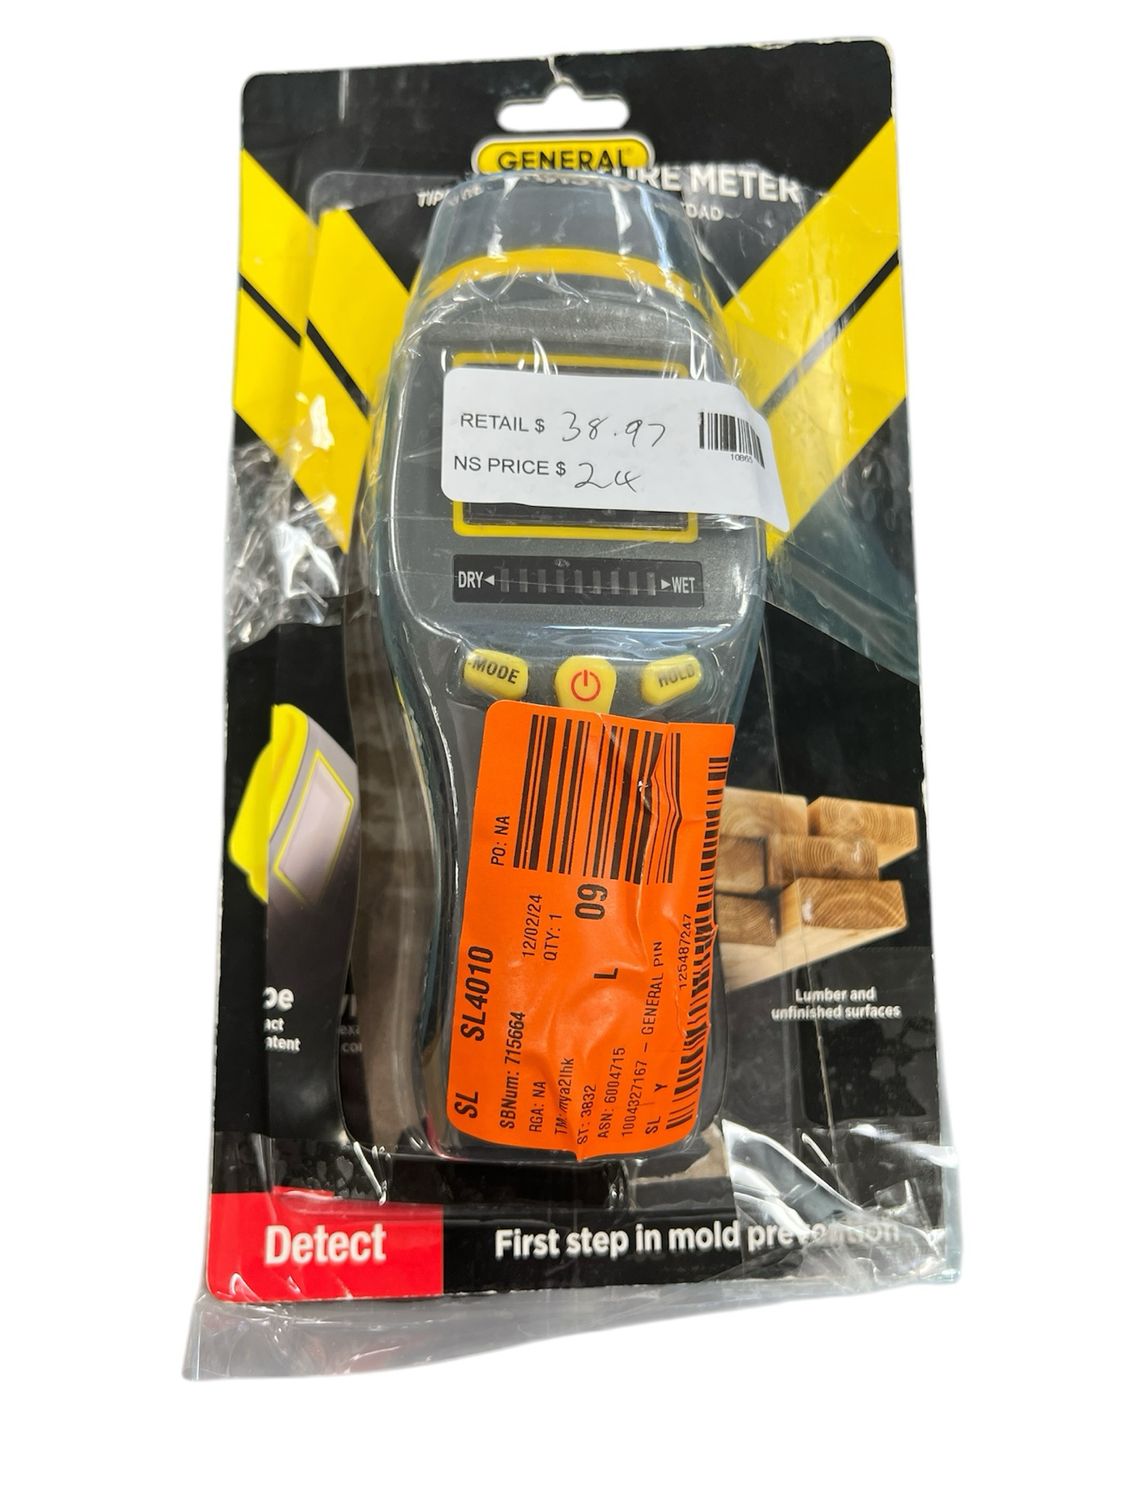 GENERAL
METER
RETAIL $ 38.97
NS PRICE $ 24
10865
DRY WET
MODE
HOLD
SL SL4010
PO: NA
SBNum: 715664
12/02/24
RGA: NA
QTY: 1
09
L
ST: 3832
ASN: 6004715
1004327167 – GENERAL PIN
SL Y
125487247
Lumber and
unfinished surfaces
Detect
First step in mold prevention